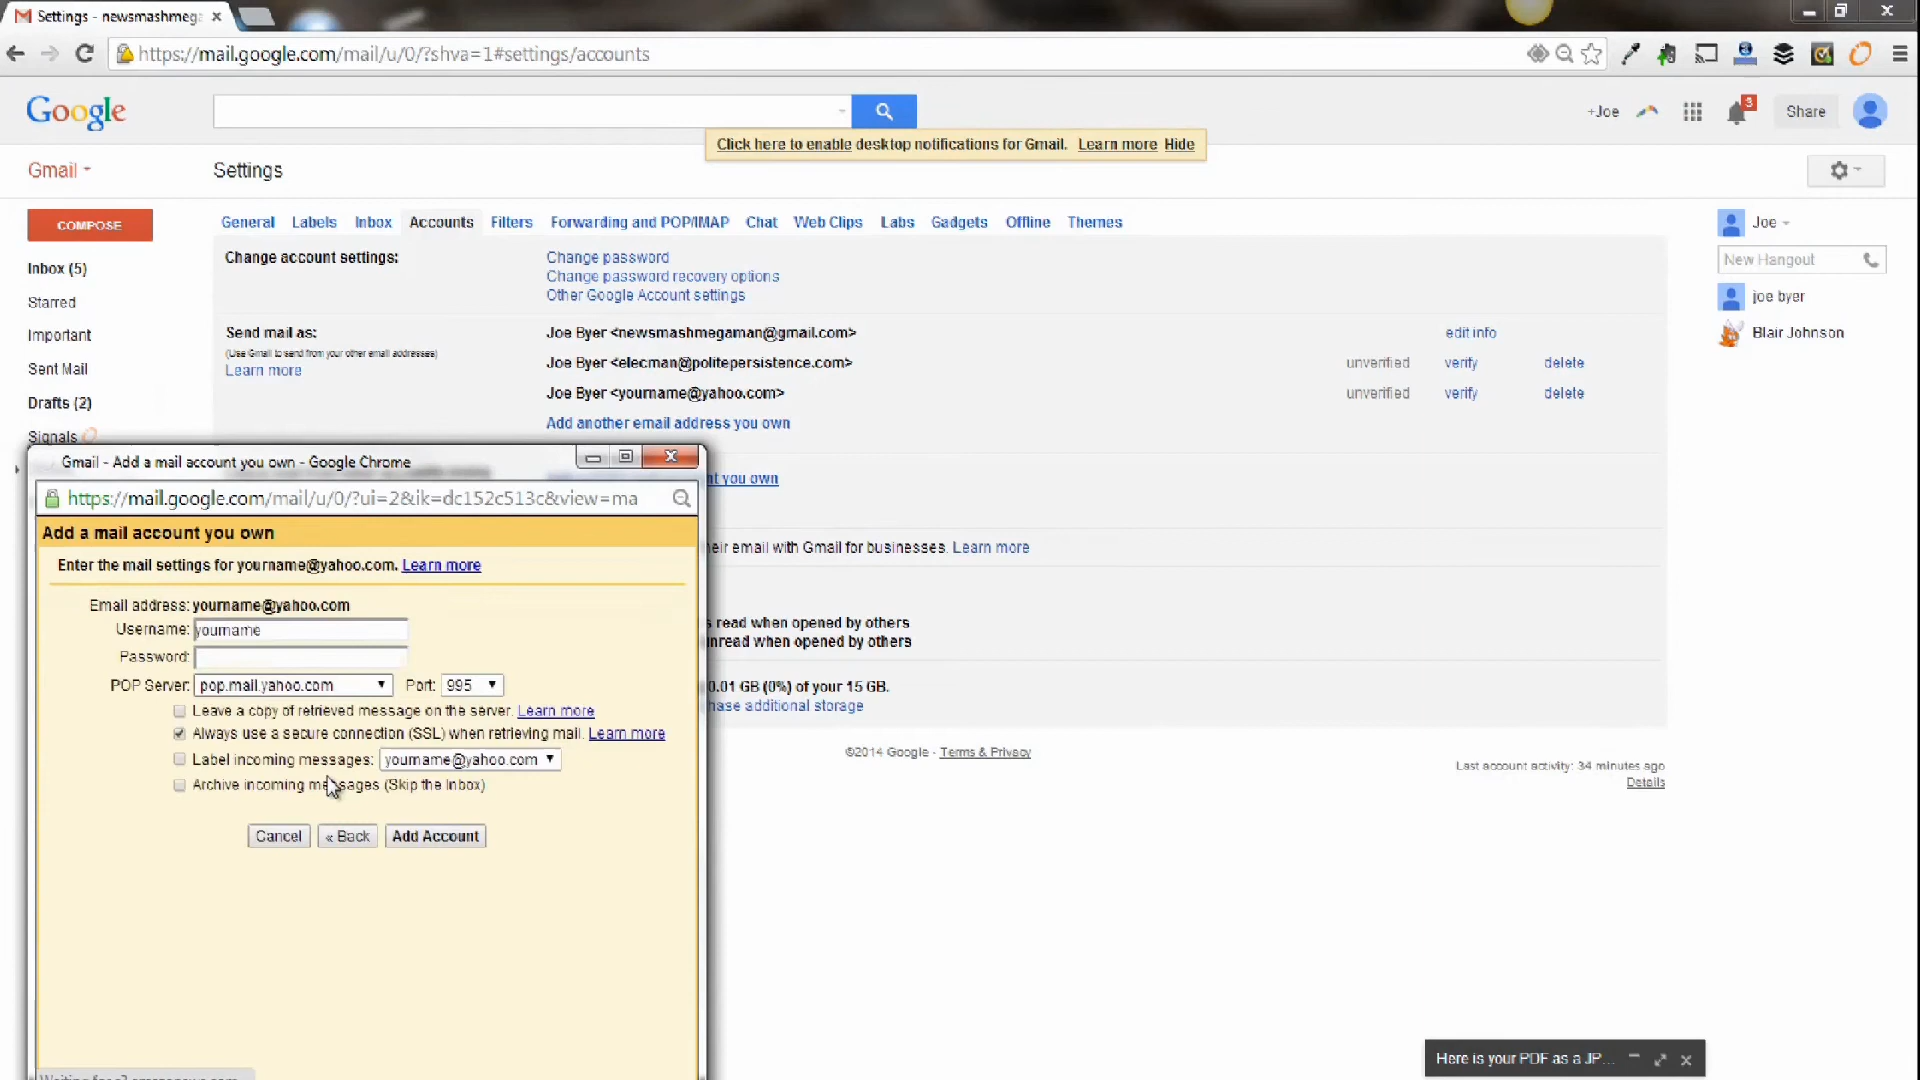 Settings - newsmashmega
https://mail.google.com/mail/u/0/?shva=1#settings/accounts
Google
+Joe
3
Share
Click here to enable desktop notifications for Gmail. Learn more Hide
Gmail
Settings
COMPOSE
General Labels Inbox Accounts Filters Forwarding and POP/IMAP Chat Web Clips Labs Gadgets Offline Themes
Joe
Change account settings:
Change password
New Hangout
Inbox (5)
Change password recovery options
Other Google Account settings
joe byer
Starred
Important
Send mail as:
Joe Byer <newsmashmegaman@gmail.com>
edit info
Blair Johnson
(Use Gmail to send from your other email addresses)
Learn more
Joe Byer <elecman@politepersistence.com>
unverified verify delete
Sent Mail
Joe Byer <yourname@yahoo.com>
unverified verify delete
Drafts (2)
Add another email address you own
Signals
Gmail - Add a mail account you own - Google Chrome
t you own
https://mail.google.com/mail/u/0/?ui=2&ik=dc152c513c&view=ma
Add a mail account you own
eir email with Gmail for businesses. Learn more
Enter the mail settings for yourname@yahoo.com. Learn more
Email address: yourname@yahoo.com
s read when opened by others
Username: yourname
nread when opened by others
Password:
POP Server: pop.mail.yahoo.com Port: 995
0.01 GB (0%) of your 15 GB.
hase additional storage
Leave a copy of retrieved message on the server. Learn more
Always use a secure connection (SSL) when retrieving mail. Learn more
©2014 Google - Terms & Privacy
Label incoming messages: yourname@yahoo.com
Last account activity: 34 minutes ago
Details
Archive incoming messages (Skip the Inbox)
Cancel « Back Add Account
Here is your PDF as a JP...